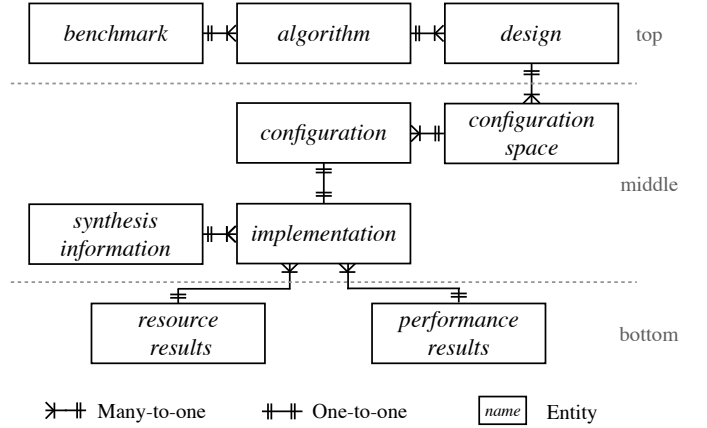 benchmark
algorithm
design
top
configuration
configuration
space
middle
synthesis
information
implementation
resource
results
performance
results
bottom
Many-to-one
One-to-one
name
Entity